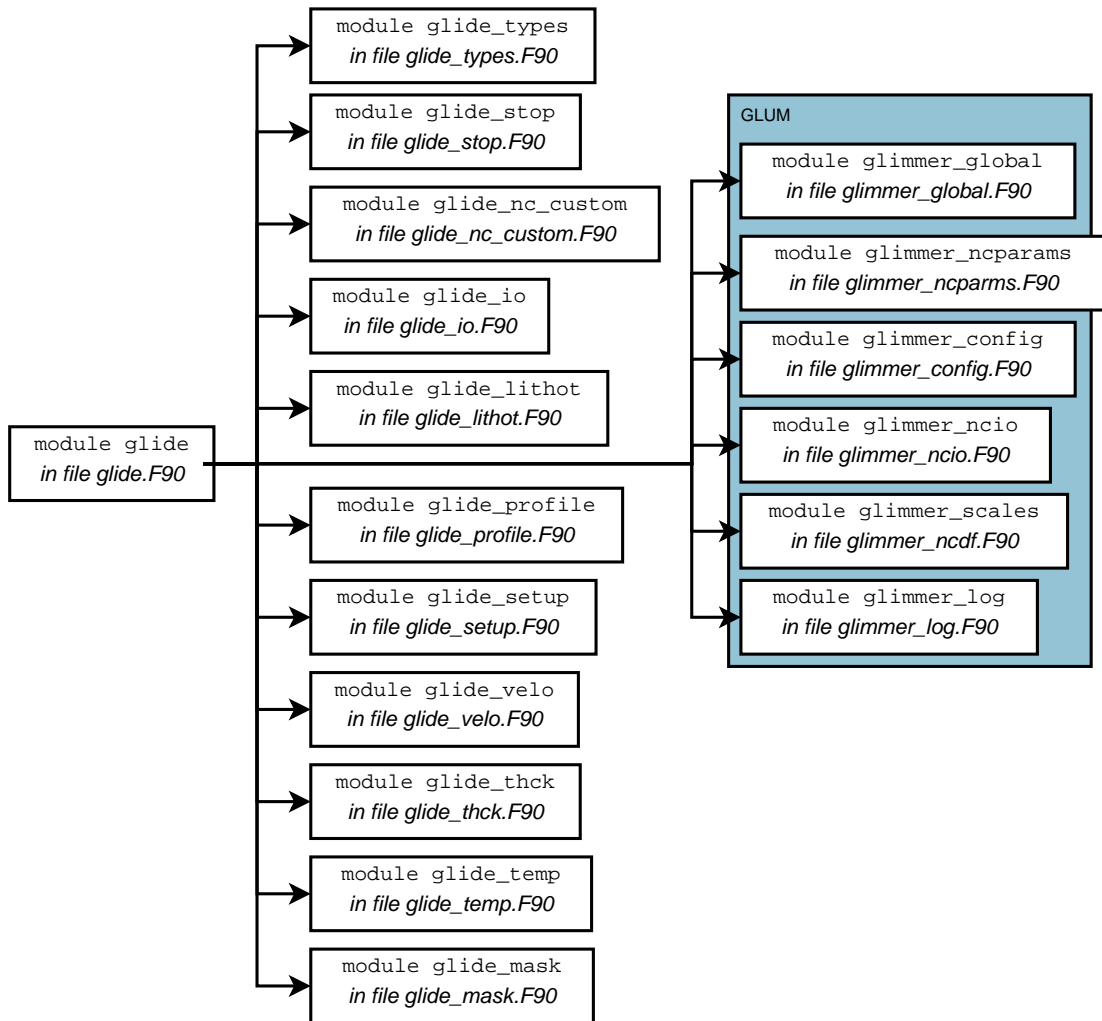 module glide_types
in file glide_types.F90
module glide_stop
in file glide_stop.F90
module glide_nc_custom
in file glide_nc_custom.F90
module glide_io
in file glide_io.F90
module glide_lithot
in file glide_lithot.F90
module glide
in file glide.F90
module glide_profile
in file glide_profile.F90
module glide_setup
in file glide_setup.F90
module glide_velo
in file glide_velo.F90
module glide_thck
in file glide_thck.F90
module glide_temp
in file glide_temp.F90
module glide_mask
in file glide_mask.F90
GLUM
module glimmer_global
in file glimmer_global.F90
module glimmer_ncparams
in file glimmer_ncparms.F90
module glimmer_config
in file glimmer_config.F90
module glimmer_ncio
in file glimmer_ncio.F90
module glimmer_scales
in file glimmer_ncdf.F90
module glimmer_log
in file glimmer_log.F90